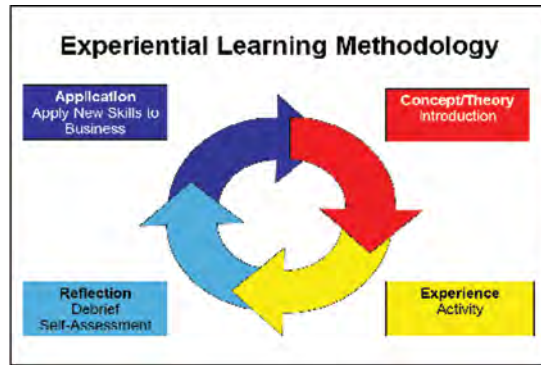 Experiential Learning Methodology
Application
Apply New Skills to
Business
Concept/Theory
Introduction
Reflection
Debrief
Self-Assessment
Experience
Activity